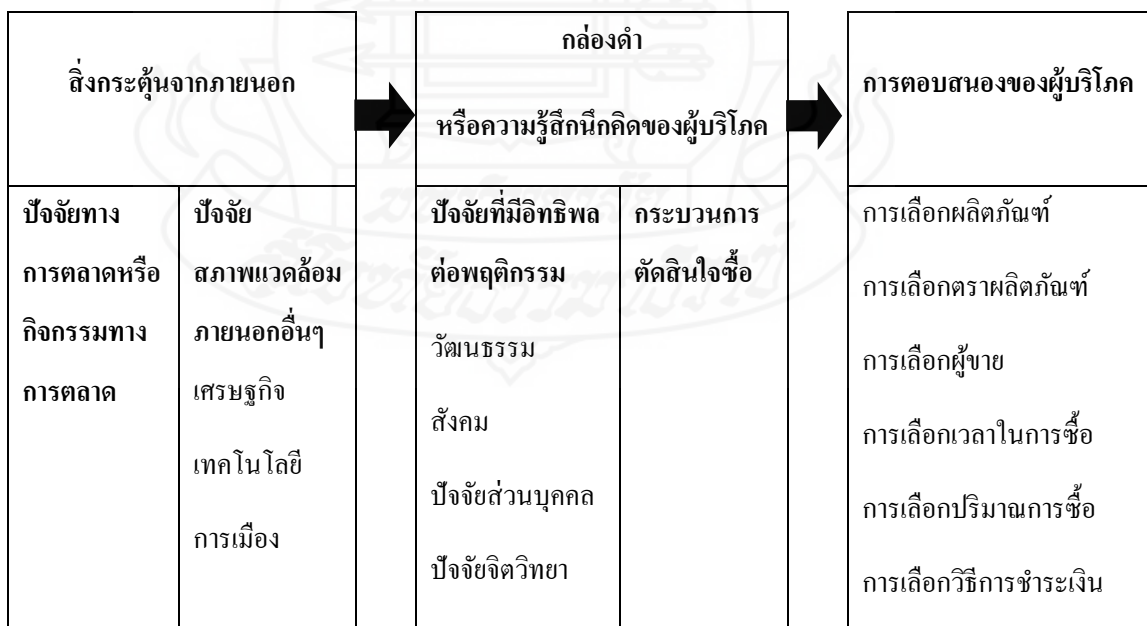 สิ่งกระตุ้นจากภายนอก
กล่องดำ
หรือความรู้สึกนึกคิดของผู้บริโภค
การตอบสนองของผู้บริโภค
ปัจจัยทาง
การตลาดหรือ
กิจกรรมทาง
การตลาด
ปัจจัย
สภาพแวดล้อม
ภายนอกอื่นๆ
เศรษฐกิจ
เทคโนโลยี
การเมือง
ปัจจัยที่มีอิทธิพล
ต่อพฤติกรรม
วัฒนธรรม
สังคม
ปัจจัยส่วนบุคคล
ปัจจัยจิตวิทยา
กระบวนการ
ตัดสินใจซื้อ
การเลือกผลิตภัณฑ์
การเลือกตราผลิตภัณฑ์
การเลือกผู้ขาย
การเลือกเวลาในการซื้อ
การเลือกปริมาณการซื้อ
การเลือกวิธีการชำระเงิน